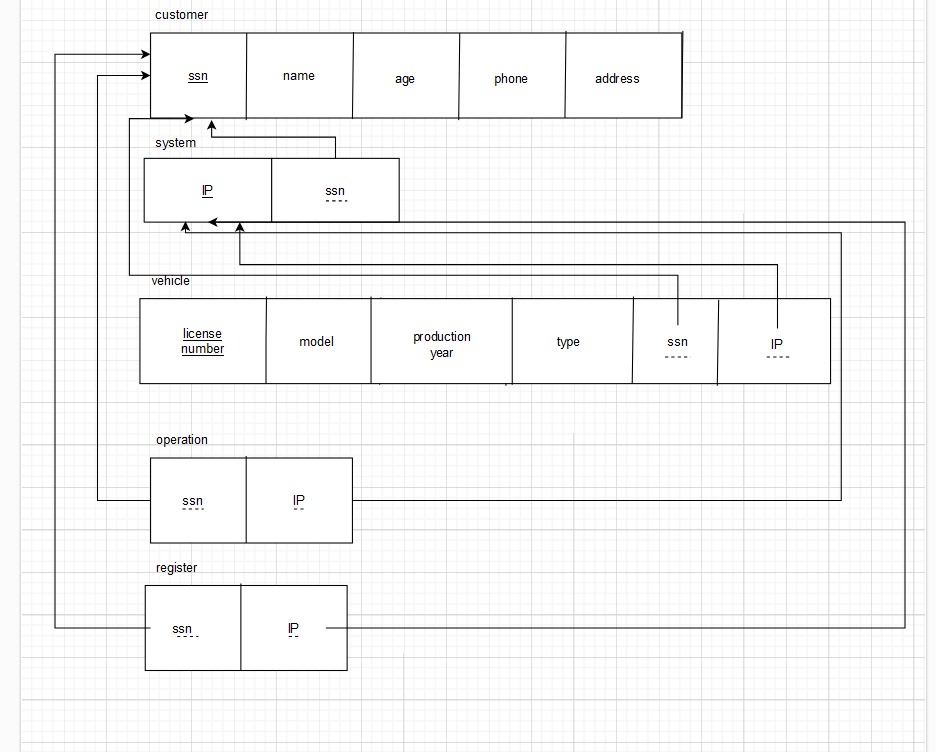 customer
ssn
name
age
phone
address
system
IP
ssn
vehicle
license
number
model
production
year
type
ssn
IP
operation
ssn
IP
register
ssn
IP